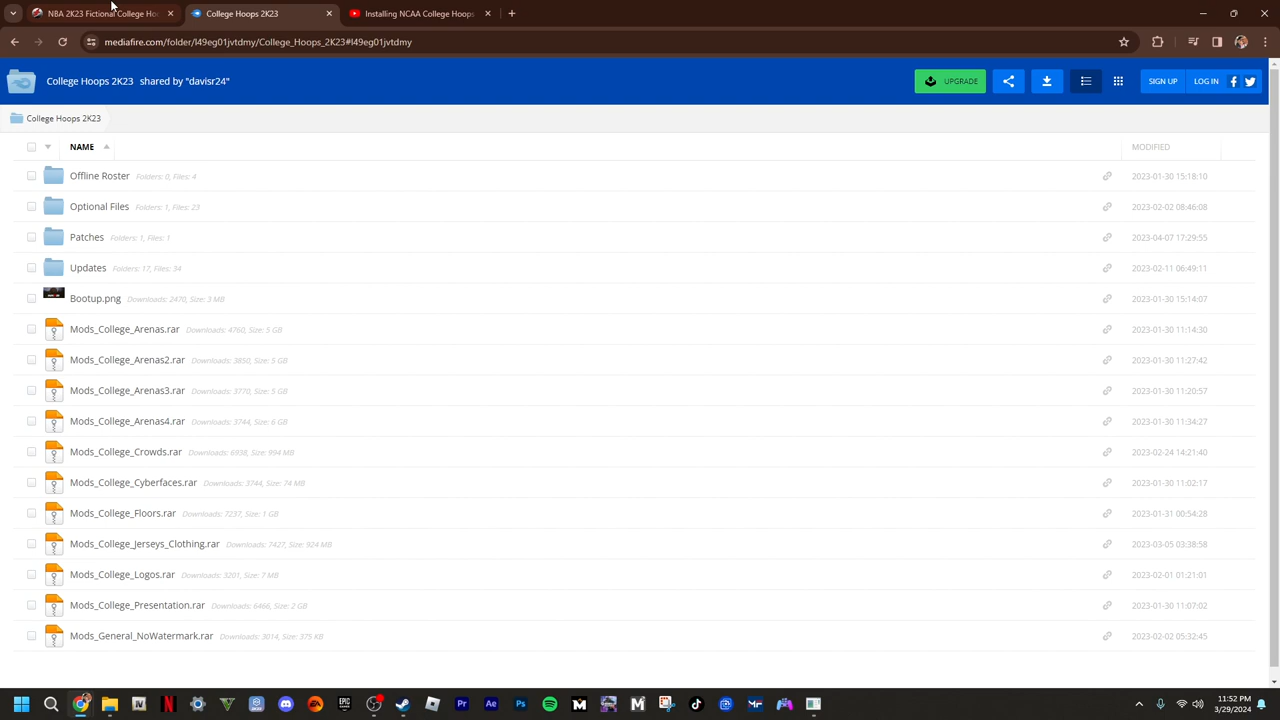 NBA 2K23 Fictional College Hoo
College Hoops 2K23
Installing NCAA College Hoops
mediafire.com/folder/l49eg01jvtdmy/College_Hoops_2K23#l49eg01jvtdmy
College Hoops 2K23 shared by "davisr24"
UPGRADE
SIGN UP
LOG IN
College Hoops 2K23
NAME
MODIFIED
Offline Roster Folders: 0, Files: 4 2023-01-30 15:18:10
Optional Files Folders: 1, Files: 23 2023-02-02 08:46:08
Patches Folders: 1, Files: 1 2023-04-07 17:29:55
Updates Folders: 17, Files: 34 2023-02-11 06:49:11
Bootup.png Downloads: 2470, Size: 3 MB 2023-01-30 15:14:07
Mods_College_Arenas.rar Downloads: 4760, Size: 5 GB 2023-01-30 11:14:30
Mods_College_Arenas2.rar Downloads: 3850, Size: 5 GB 2023-01-30 11:27:42
Mods_College_Arenas3.rar Downloads: 3770, Size: 5 GB 2023-01-30 11:20:57
Mods_College_Arenas4.rar Downloads: 3744, Size: 6 GB 2023-01-30 11:34:27
Mods_College_Crowds.rar Downloads: 6938, Size: 994 MB 2023-02-24 14:21:40
Mods_College_Cyberfaces.rar Downloads: 3744, Size: 74 MB 2023-01-30 11:02:17
Mods_College_Floors.rar Downloads: 7237, Size: 1 GB 2023-01-31 00:54:28
Mods_College_Jerseys_Clothing.rar Downloads: 7427, Size: 924 MB 2023-03-05 03:38:58
Mods_College_Logos.rar Downloads: 3201, Size: 7 MB 2023-02-01 01:21:01
Mods_College_Presentation.rar Downloads: 6466, Size: 2 GB 2023-01-30 11:07:02
Mods_General_NoWatermark.rar Downloads: 3014, Size: 375 KB 2023-02-02 05:32:45
11:52 PM
3/29/2024